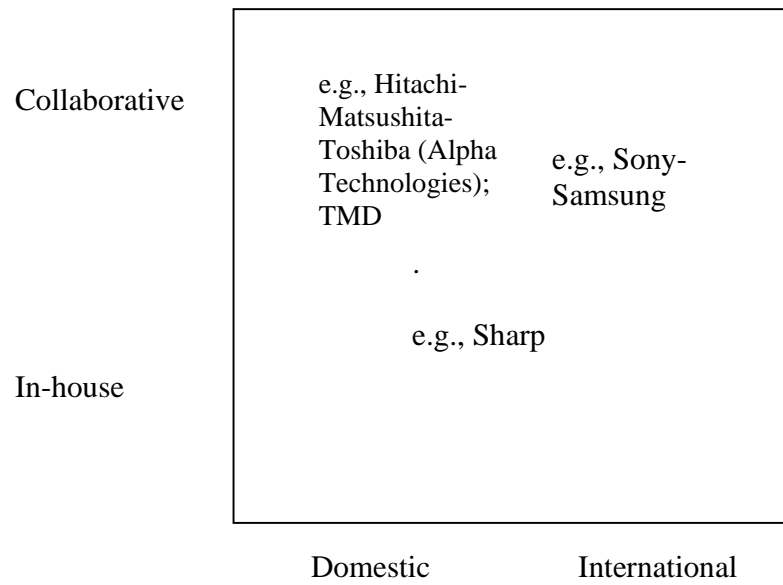 Collaborative
e.g., Hitachi-
Matsushita-
Toshiba (Alpha
Technologies);
TMD
e.g., Sony-
Samsung
.
e.g., Sharp
In-house
Domestic
International